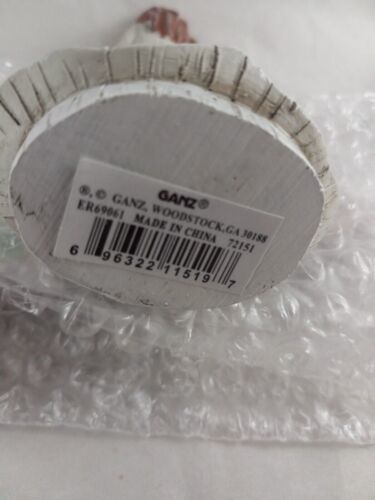 GANZ®
®, © GANZ, WOODSTOCK, GA 30188
ER69061 MADE IN CHINA 72151
6 96322 11519 7